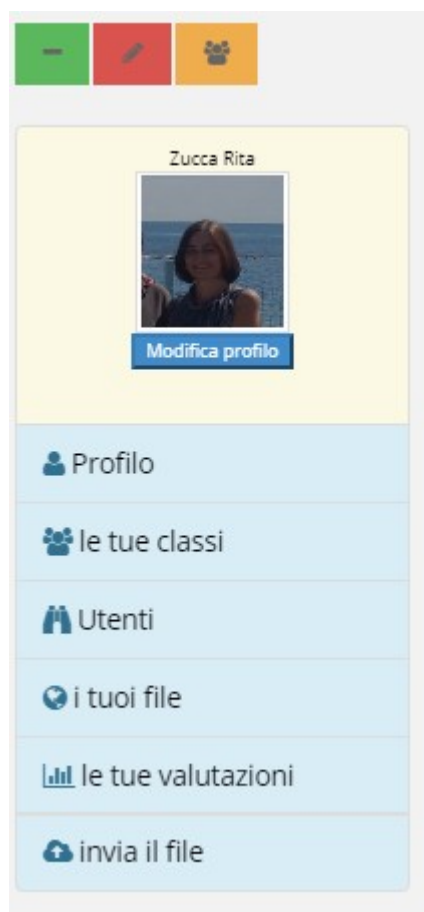 Zucca Rita
Modifica profilo
Profilo
le tue classi
Utenti
i tuoi file
le tue valutazioni
invia il file